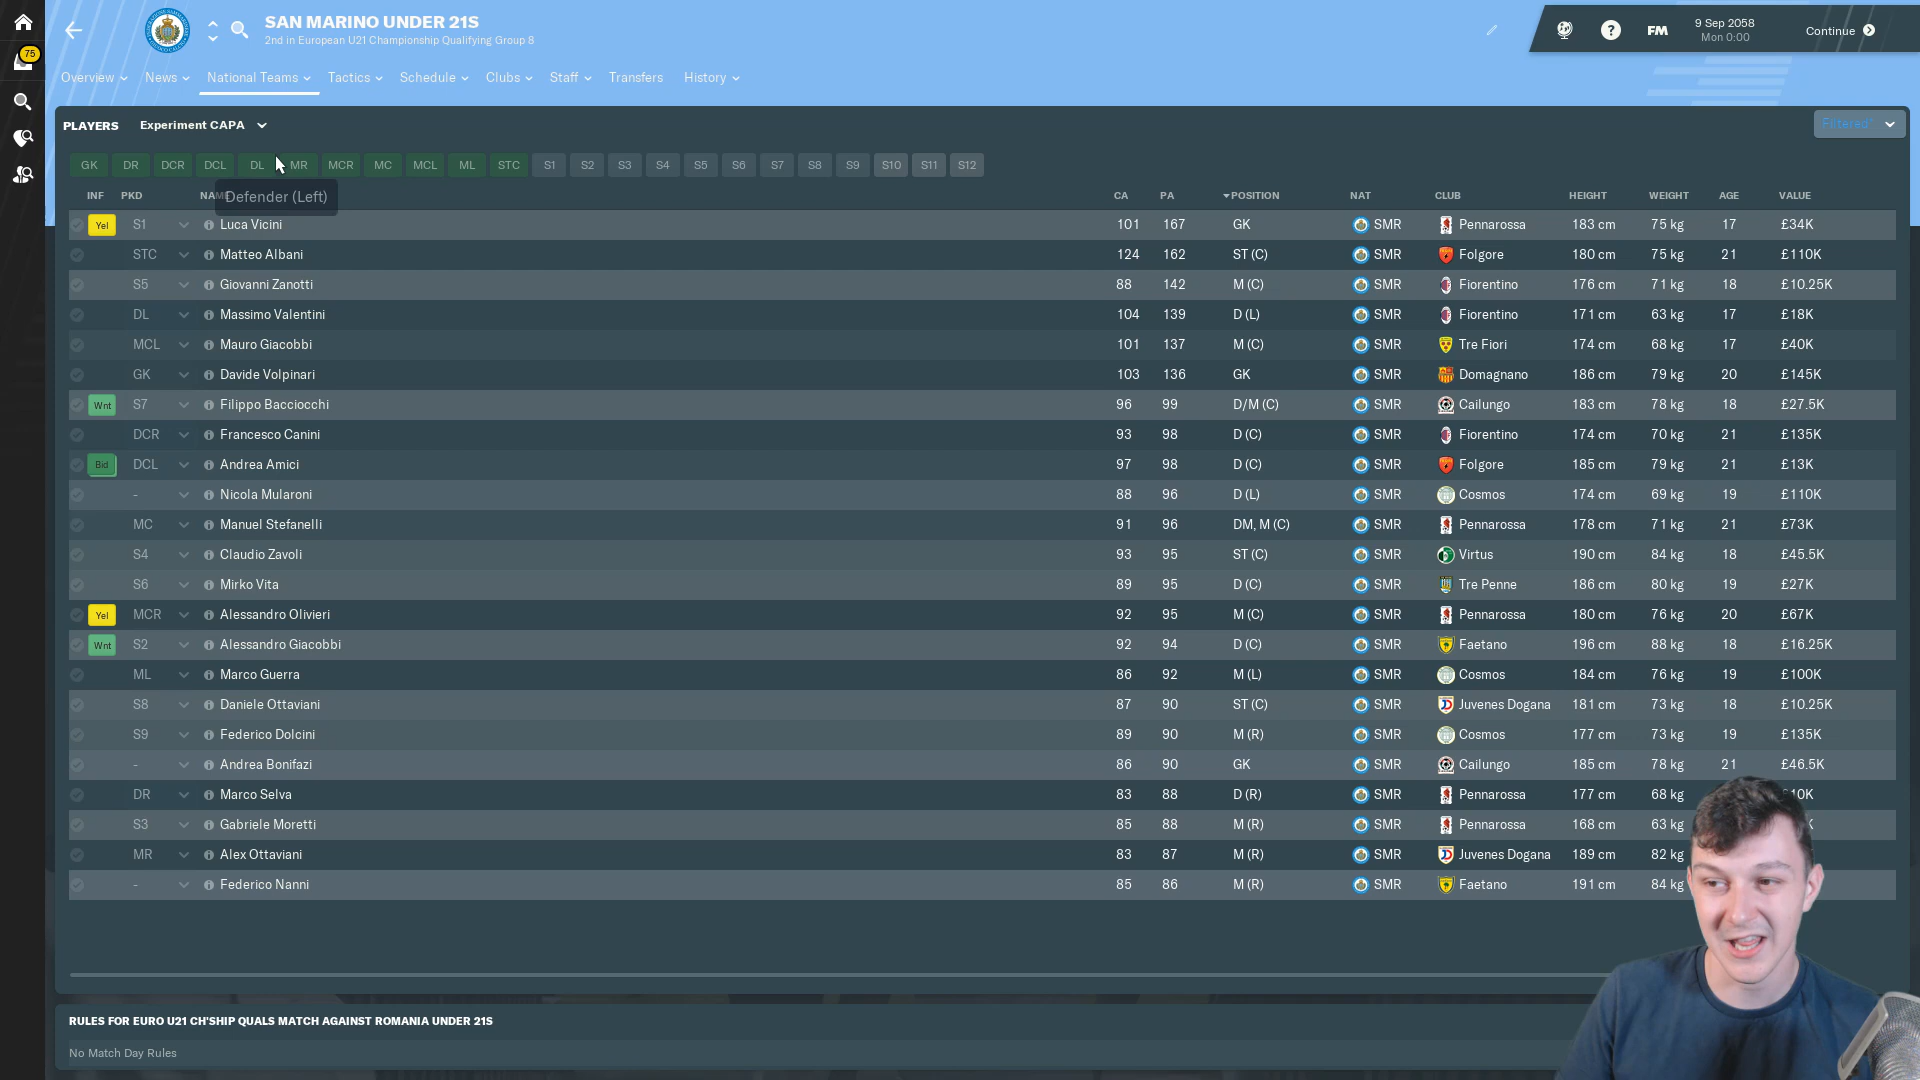 SAN MARINO UNDER 21S
2nd in European U21 Championship Qualifying Group 8
75
FM
9 Sep 2058
Mon 0:00
Continue
Overview News National Teams Tactics Schedule Clubs Staff Transfers History
PLAYERS Experiment CAPA Filtered*
GK DR DCR DCL DL MR MCR MC MCL ML STC S1 S2 S3 S4 S5 S6 S7 S8 S9 S10 S11 S12
INF PKD CA PA POSITION NAT CLUB HEIGHT WEIGHT AGE VALUE
Defender (Left)
Yel S1 Luca Vicini 101 167 GK SMR Pennarossa 183 cm 75 kg 17 £34K
STC Matteo Albani 124 162 ST (C) SMR Folgore 180 cm 75 kg 21 £110K
S5 Giovanni Zanotti 88 142 M (C) SMR Fiorentino 176 cm 71 kg 18 £10.25K
DL Massimo Valentini 104 139 D (L) SMR Fiorentino 171 cm 63 kg 17 £18K
MCL Mauro Giacobbi 101 137 M (C) SMR Tre Fiori 174 cm 68 kg 17 £40K
GK Davide Volpinari 103 136 GK SMR Domagnano 186 cm 79 kg 20 £145K
Wnt S7 Filippo Bacciocchi 96 99 D/M (C) SMR Cailungo 183 cm 78 kg 18 £27.5K
DCR Francesco Canini 93 98 D (C) SMR Fiorentino 174 cm 70 kg 21 £135K
Bid DCL Andrea Amici 97 98 D (C) SMR Folgore 185 cm 79 kg 21 £13K
- Nicola Mularoni 88 96 D (L) SMR Cosmos 174 cm 69 kg 19 £110K
MC Manuel Stefanelli 91 96 DM, M (C) SMR Pennarossa 178 cm 71 kg 21 £73K
S4 Claudio Zavoli 93 95 ST (C) SMR Virtus 190 cm 84 kg 18 £45.5K
S6 Mirko Vita 89 95 D (C) SMR Tre Penne 186 cm 80 kg 19 £27K
Yel MCR Alessandro Olivieri 92 95 M (C) SMR Pennarossa 180 cm 76 kg 20 £67K
Wnt S2 Alessandro Giacobbi 92 94 D (C) SMR Faetano 196 cm 88 kg 18 £16.25K
ML Marco Guerra 86 92 M (L) SMR Cosmos 184 cm 76 kg 19 £100K
S8 Daniele Ottaviani 87 90 ST (C) SMR Juvenes Dogana 181 cm 73 kg 18 £10.25K
S9 Federico Dolcini 89 90 M (R) SMR Cosmos 177 cm 73 kg 19 £135K
- Andrea Bonifazi 86 90 GK SMR Cailungo 185 cm 78 kg 21 £46.5K
DR Marco Selva 83 88 D (R) SMR Pennarossa 177 cm 68 kg
S3 Gabriele Moretti 85 88 M (R) SMR Pennarossa 168 cm 63 kg
MR Alex Ottaviani 83 87 M (R) SMR Juvenes Dogana 189 cm 82 kg
- Federico Nanni 85 86 M (R) SMR Faetano 191 cm 84 kg
RULES FOR EURO U21 CH'SHIP QUALS MATCH AGAINST ROMANIA UNDER 21S
No Match Day Rules